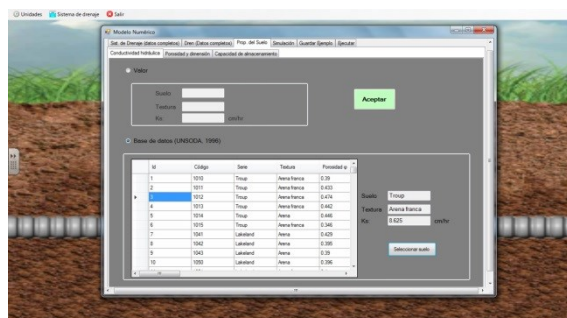 Unidades Sistema de drenaje Salir
Modelo Numérico
Sist. de Drenaje (datos completos) Dren (Datos completos) Prop. del Suelo Simulación Guardar Ejemplo Ejecutar
Conductividad hidráulica Porosidad y dimensión Capacidad de almacenamiento
Valor
Suelo
Textura
Ks cm/hr
Aceptar
Base de datos (UNSODA, 1996)
Id Código Serie Textura Porosidad φ
1 1010 Troup Arena franca 0.39
2 1011 Troup Arena franca 0.433
3 1012 Troup Arena franca 0.474
4 1013 Troup Arena franca 0.442
5 1014 Troup Arena 0.446
6 1015 Troup Arena franca 0.346
7 1041 Lakeland Arena 0.429
8 1042 Lakeland Arena 0.395
9 1043 Lakeland Arena 0.39
10 1050 Lakeland Arena 0.396
Suelo Troup
Textura Arena franca
Ks 8.625 cm/hr
Seleccionar suelo